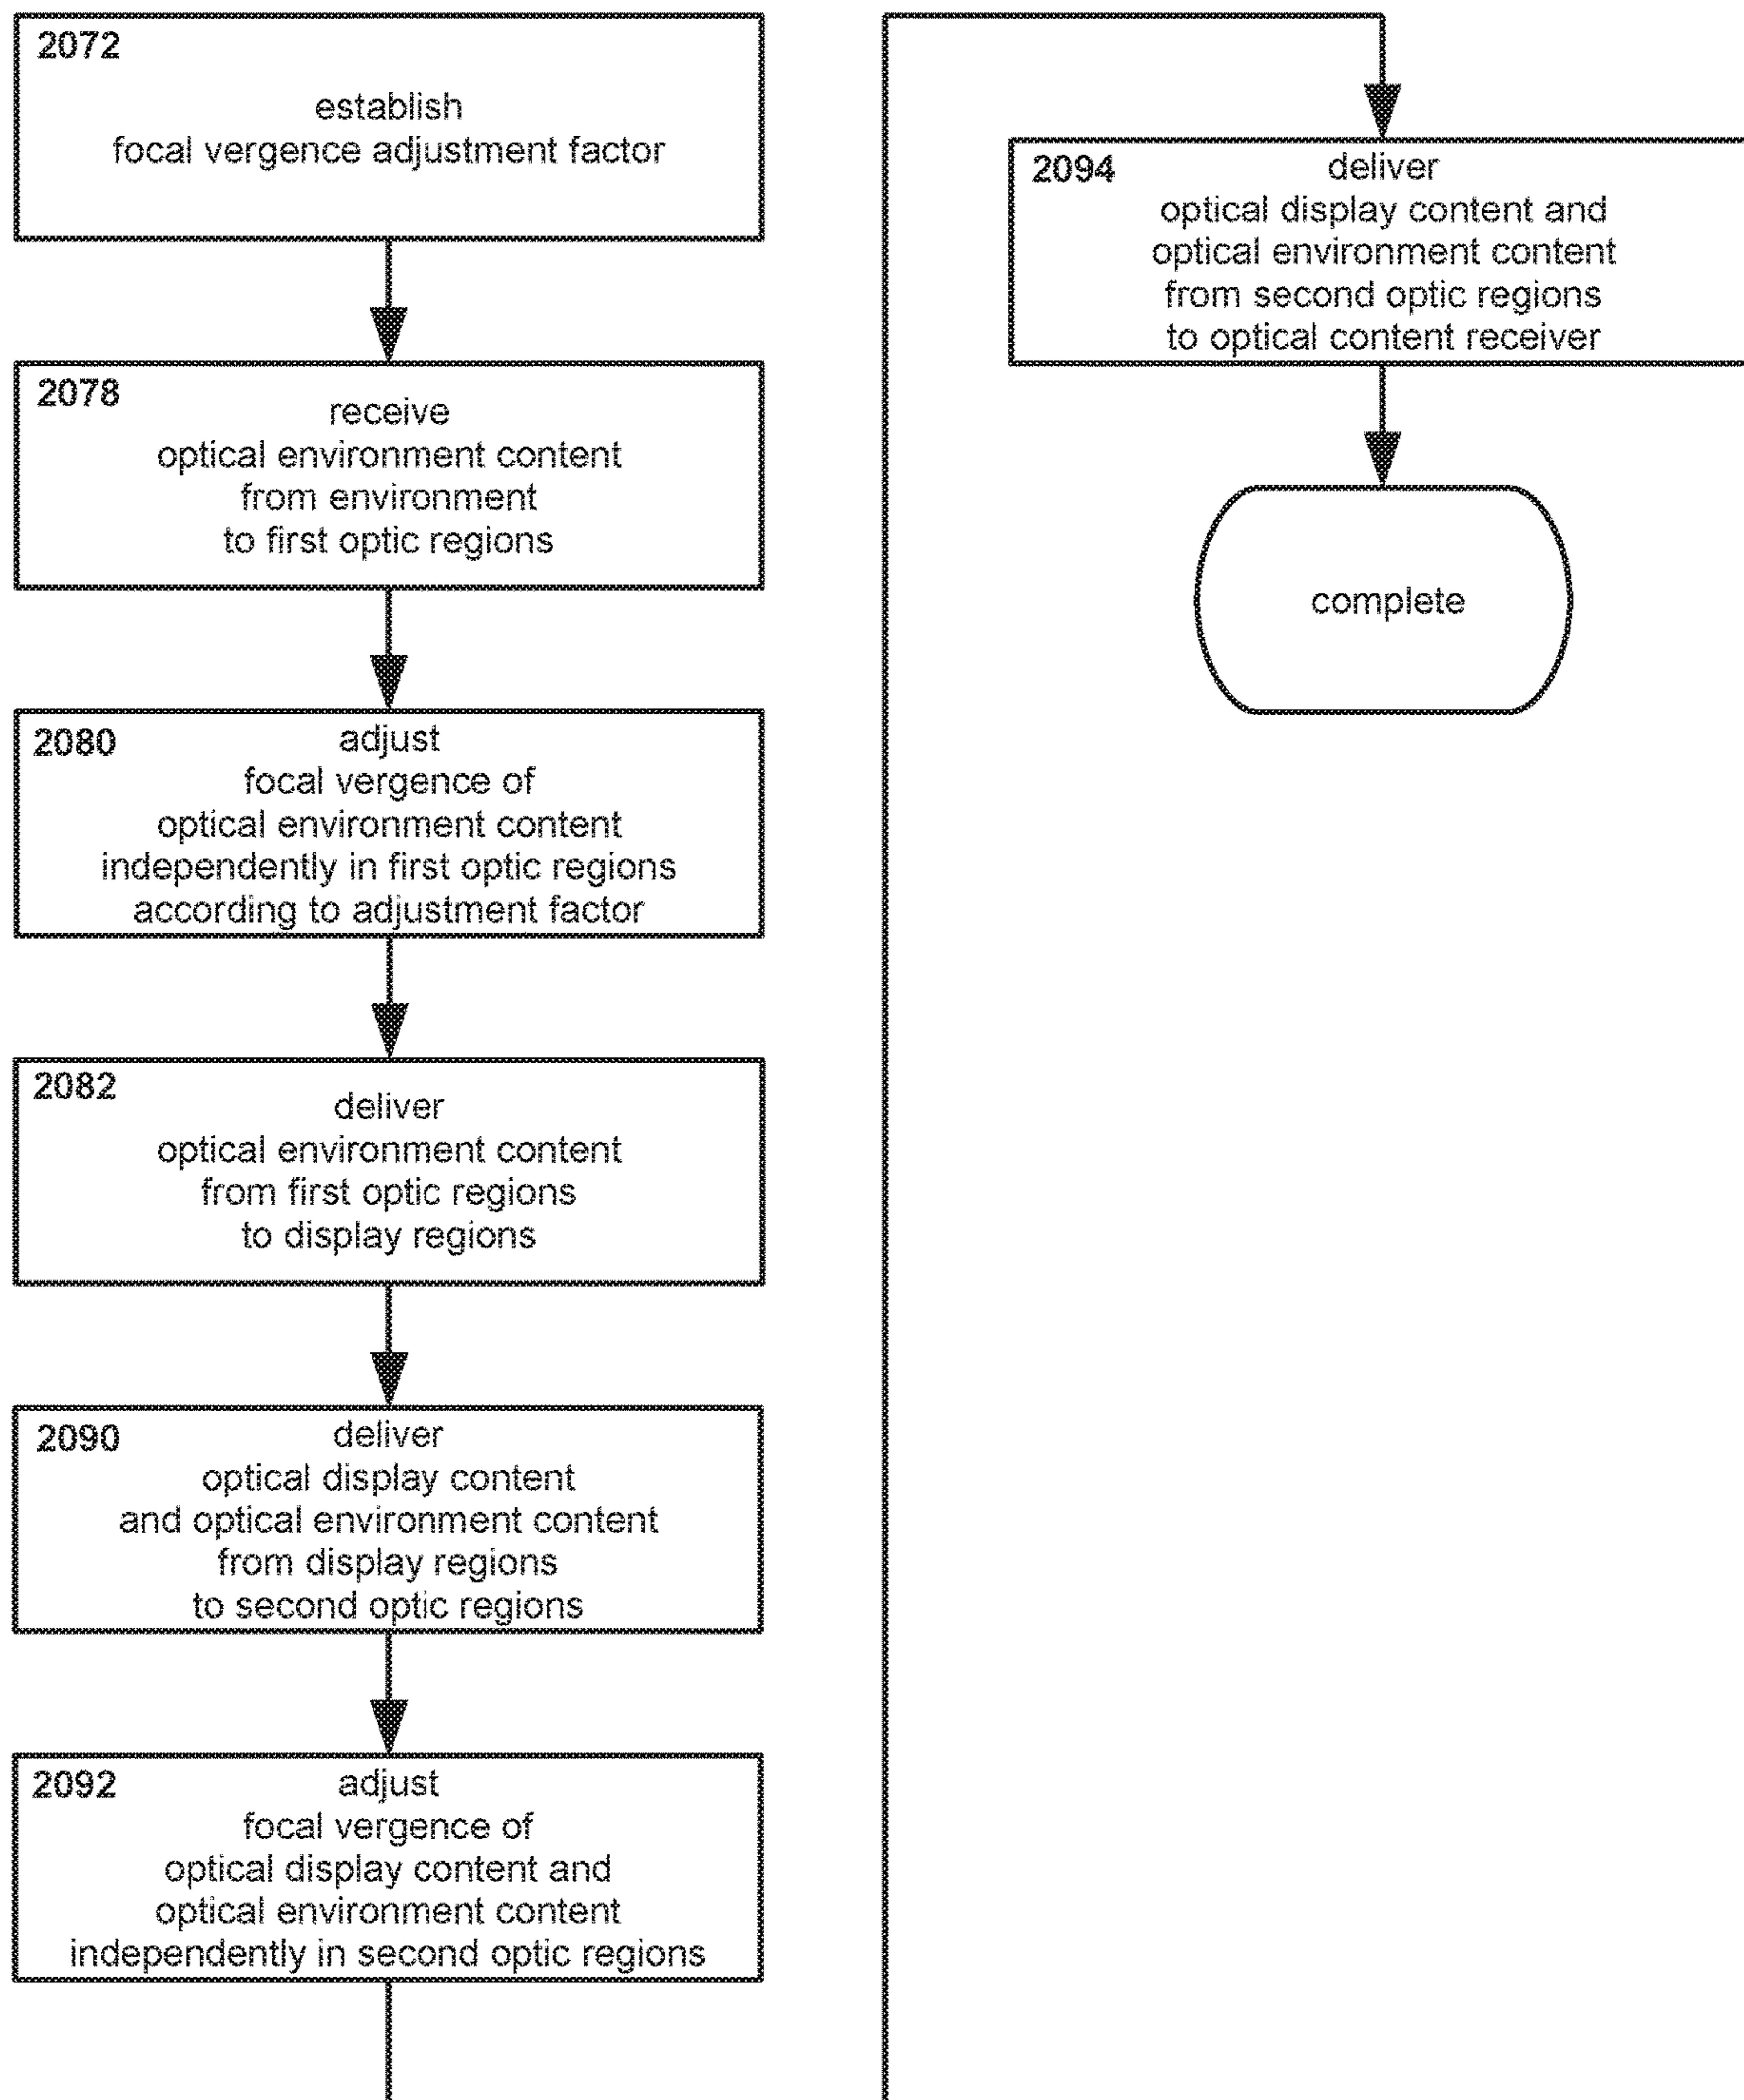 2072
establish
focal vergence adjustment factor
2078
receive
optical environment content
from environment
to first optic regions
2080
adjust
focal vergence of
optical environment content
independently in first optic regions
according to adjustment factor
2082
deliver
optical environment content
from first optic regions
to display regions
2090
deliver
optical display content
and optical environment content
from display regions
to second optic regions
2092
adjust
focal vergence of
optical display content and
optical environment content
independently in second optic regions
2094
deliver
optical display content and
optical environment content
from second optic regions
to optical content receiver
complete